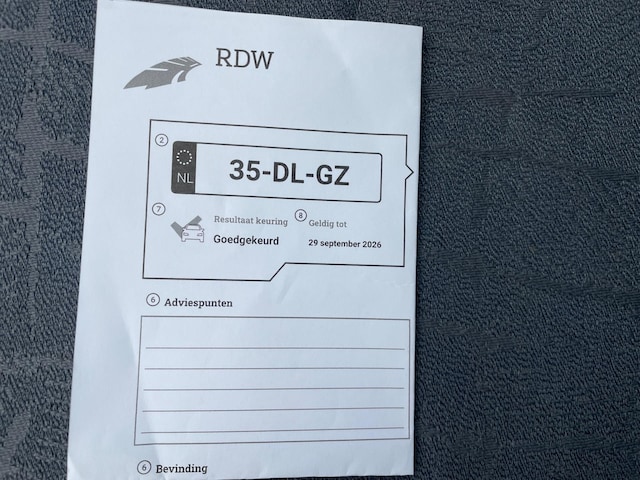 RDW
2
NL 35-DL-GZ
7 Resultaat keuring 8 Geldig tot
Goedgekeurd 29 september 2026
6 Adviespunten
6 Bevinding